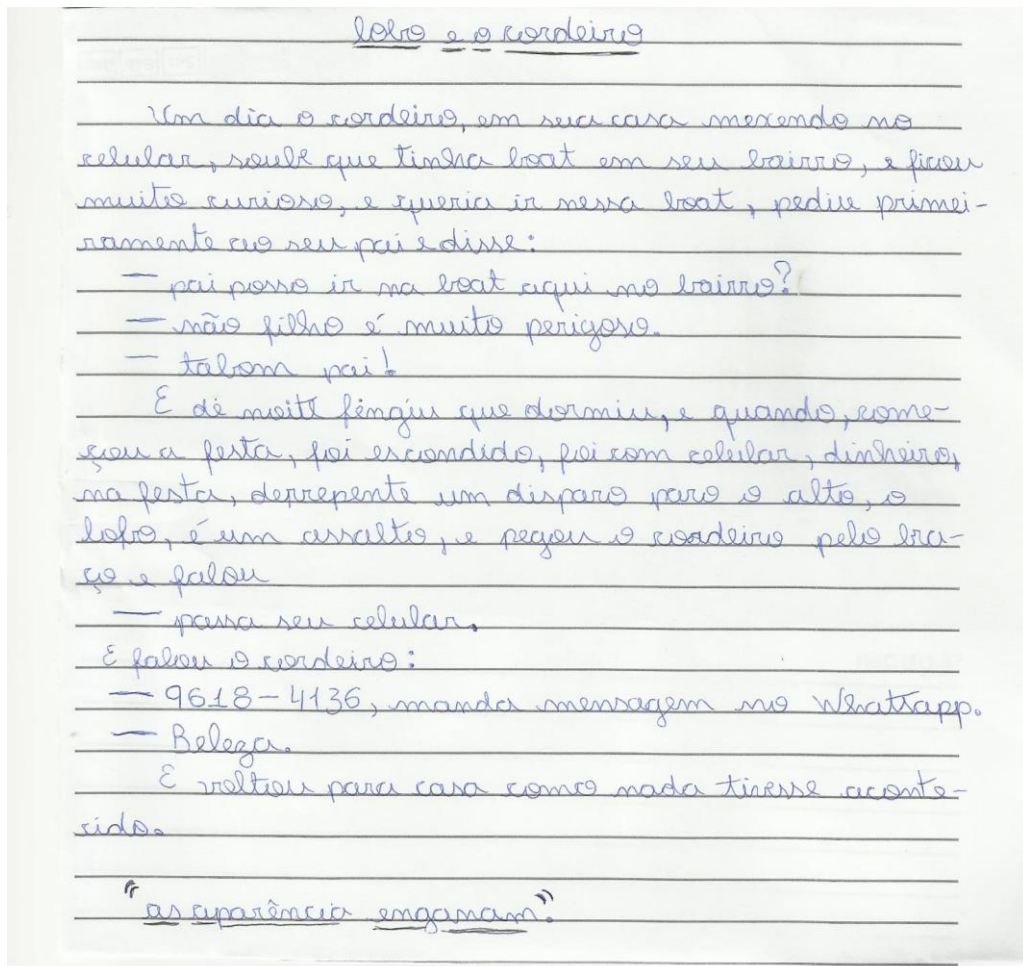 lobo e o cordeiro
Um dia o cordeiro, em sua casa mexendo no
celular, soube que tinha boat em seu bairro, e ficou
muito curioso, e queria ir nessa boat, pediu primei-
ramente ao seu pai e disse:
— pai posso ir na boat aqui no bairro?
— não filho é muito perigoso.
— tabom pai!
E de noite fingiu que dormiu, e quando, come-
çou a festa, foi escondido, foi com celular, dinheiro,
na festa, derrepente um disparo paro o alto, o
lobo, é um assalto, e pegou o cordeiro pelo bra-
ço e falou
— passa seu celular.
E falou o cordeiro:
— 9618-4136, manda mensagem no Whattsapp.
— Beleza.
E voltou para casa como nada tivesse aconte-
cido.
"as aparência enganam".